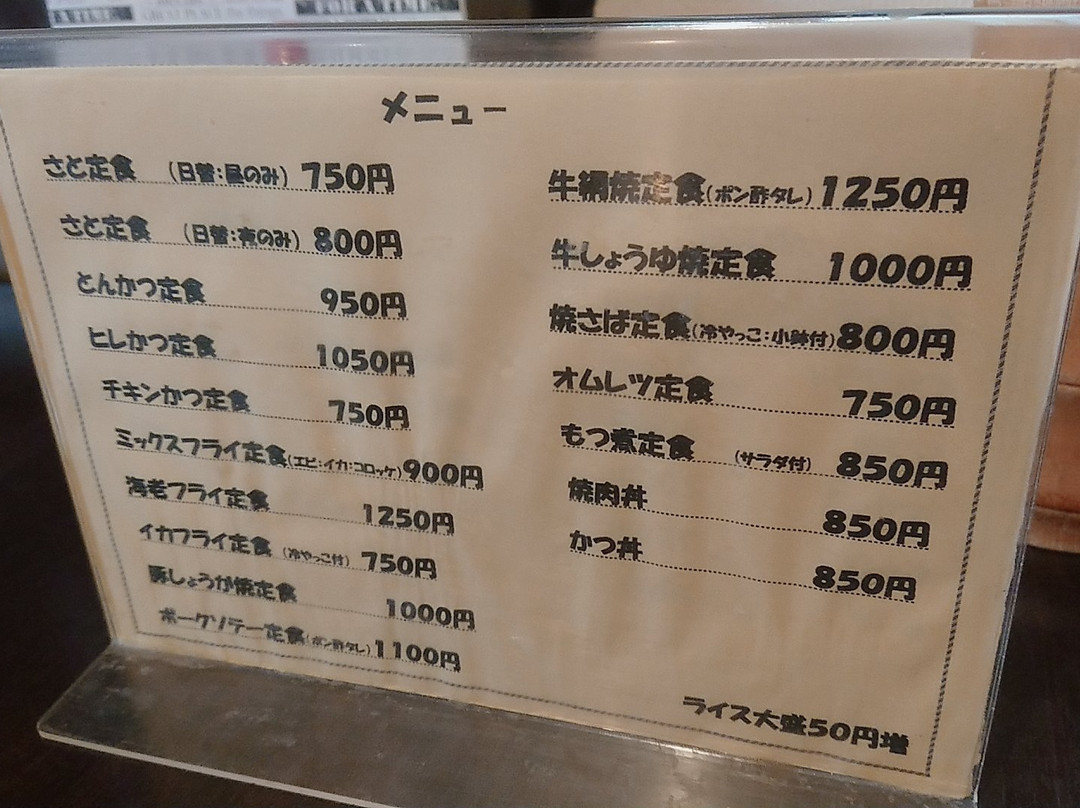 FOR A TIME
メニュー
さと定食 (日替:昼のみ) 750円
さと定食 (日替:夜のみ) 800円
とんかつ定食 950円
ヒレかつ定食 1050円
チキンかつ定食 750円
ミックスフライ定食(エビ:イカ:コロッケ)900円
海老フライ定食 1250円
イカフライ定食 (冷やっこ付) 750円
豚しょうが焼定食 1000円
ポークソテー定食(ポン酢タレ)1100円
牛網焼定食(ポン酢タレ)1250円
牛しょうゆ焼定食 1000円
焼さば定食(冷やっこ:小鉢付)800円
オムレツ定食 750円
もつ煮定食 (サラダ付) 850円
焼肉丼 850円
かつ丼 850円
ライス大盛50円増